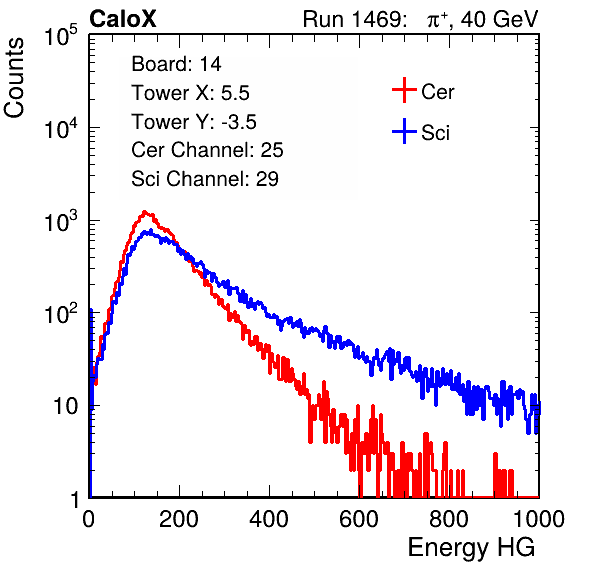 CaloX Run 1469: π⁺, 40 GeV
Counts
Board: 14
Tower X: 5.5
Tower Y: -3.5
Cer Channel: 25
Sci Channel: 29
Cer
Sci
10⁵
10⁴
10³
10²
10
1
0 200 400 600 800 1000
Energy HG